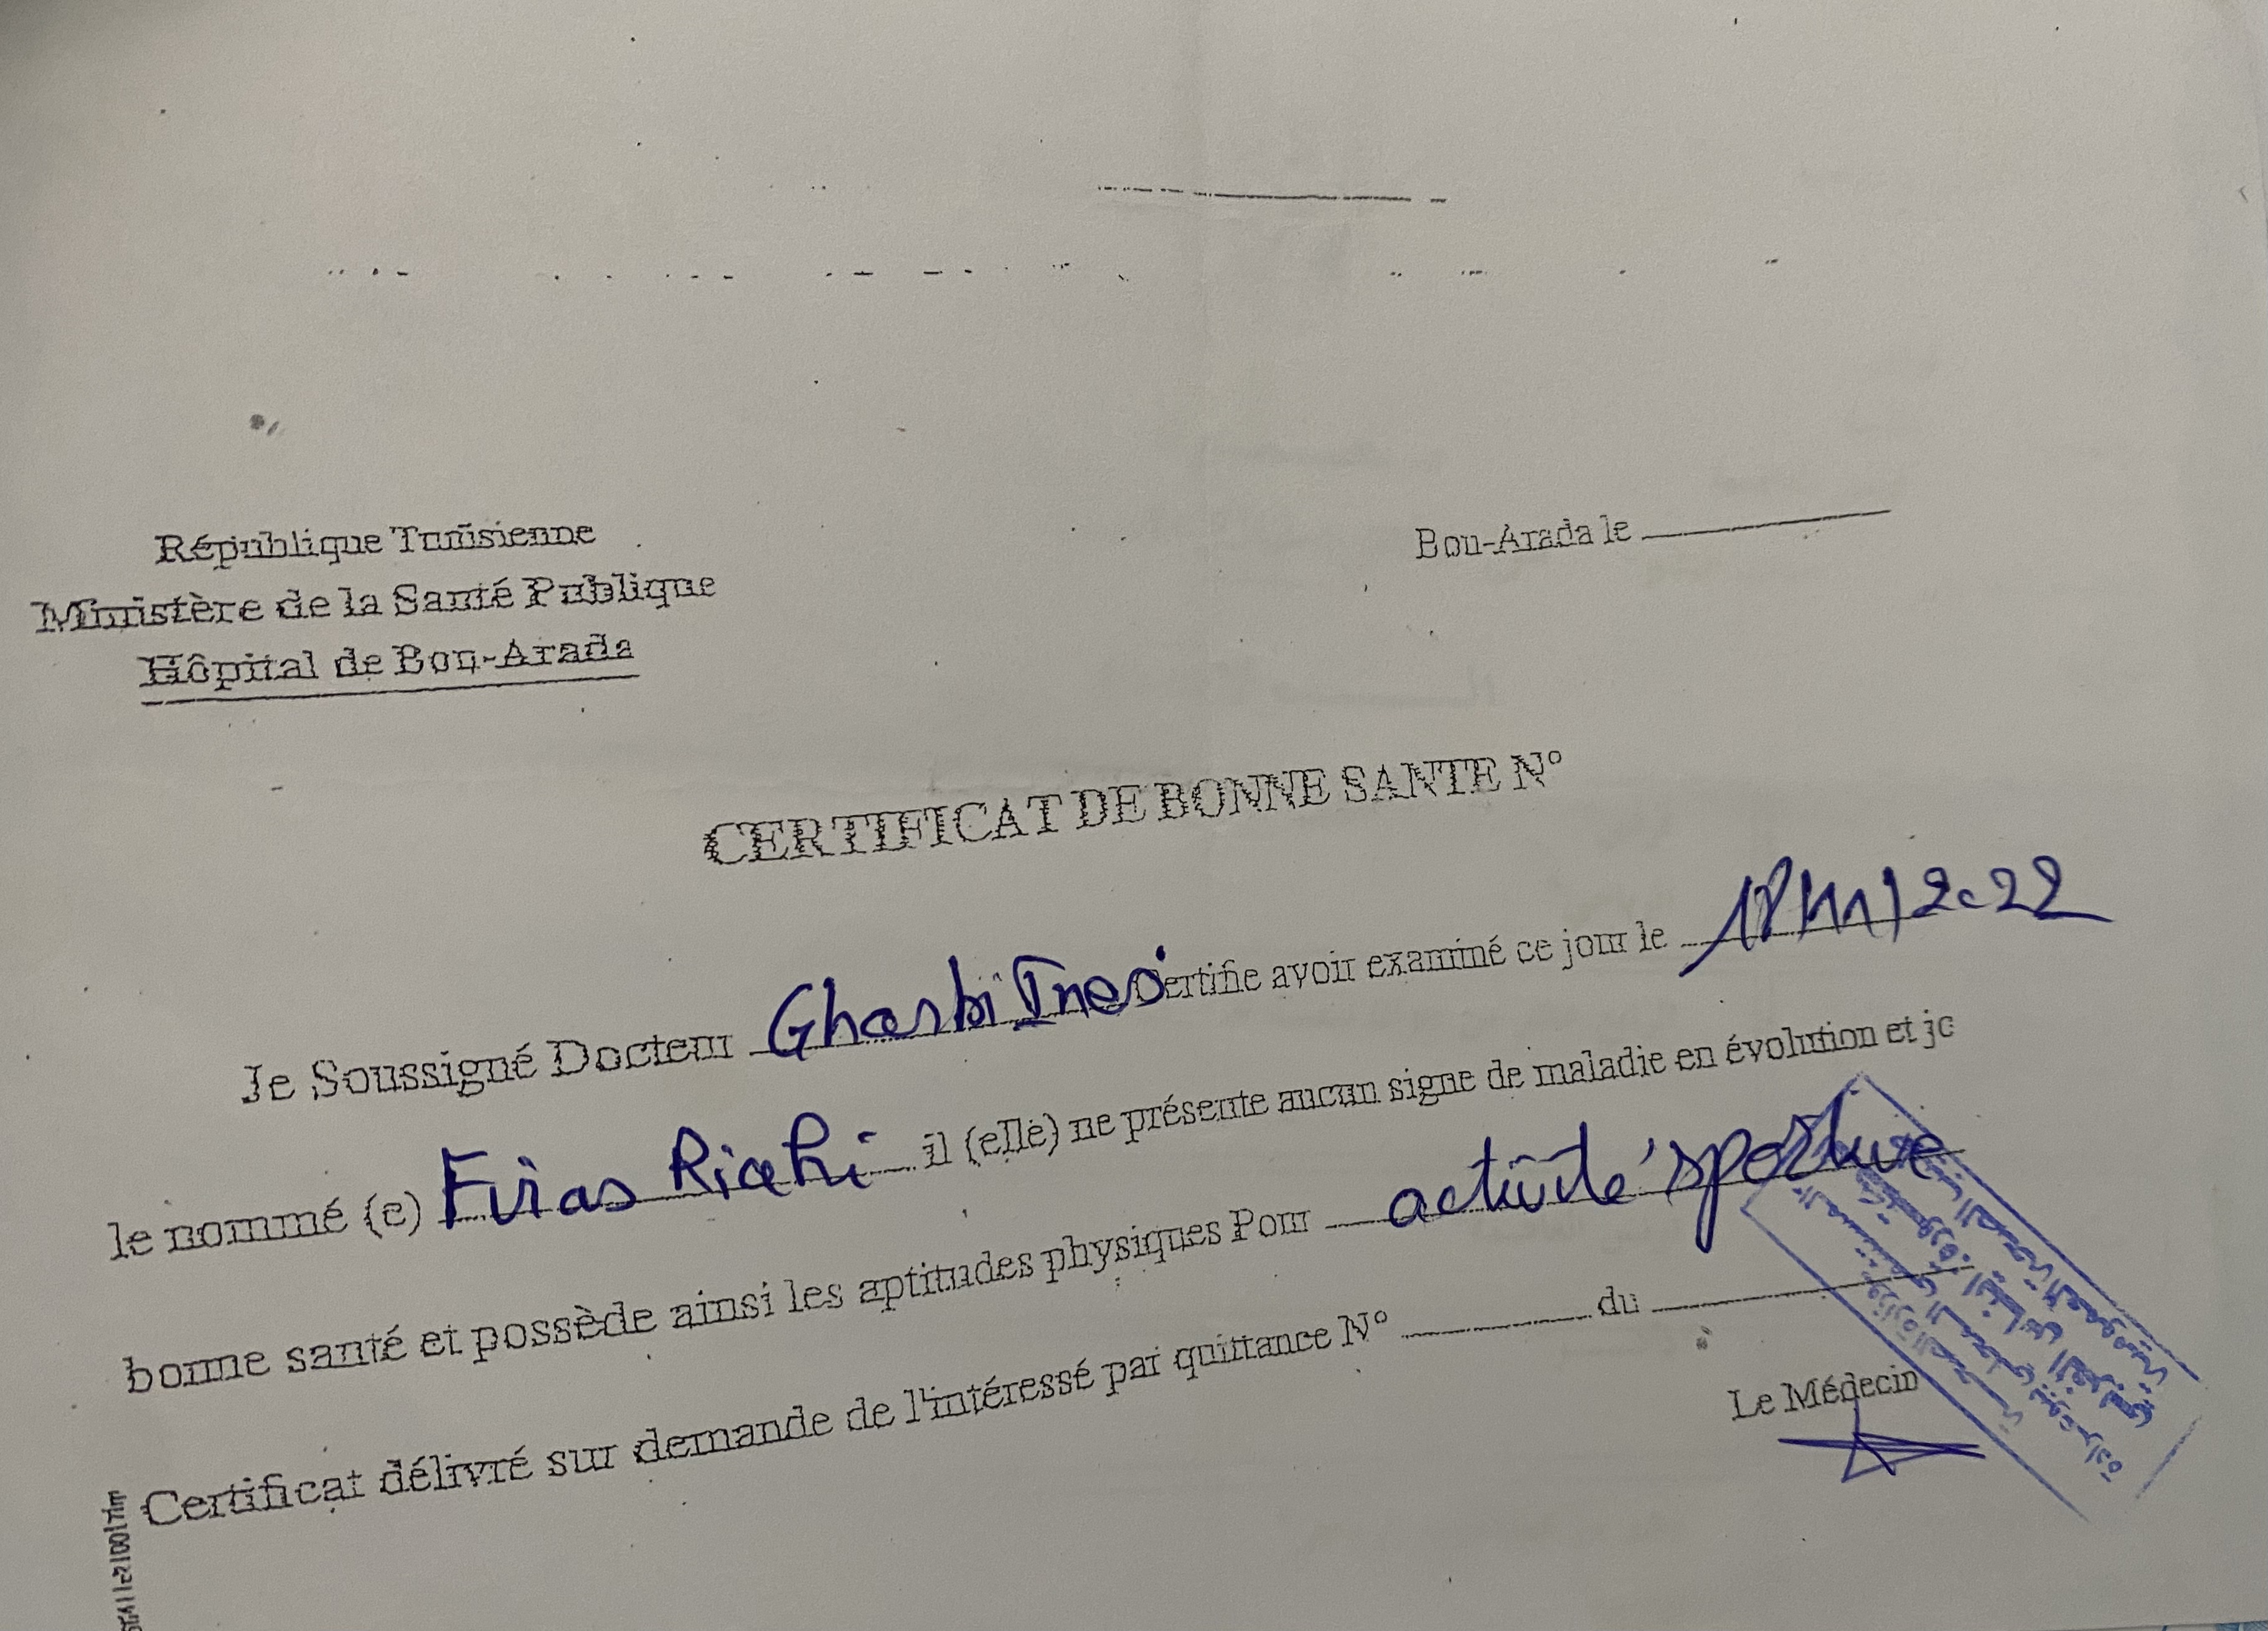 République Tunisienne
Ministère de la Santé Publique
Hôpital de Bou-Arada
Bou-Arada le
CERTIFICAT DE BONNE SANTE N°
Je Soussigné Docteur Gharbi Ines Certifie avoir examiné ce jour le 18/11/2022
le nommé (e) Firas Riahi il (elle) ne présente aucun signe de maladie en évolution et jo
bonne santé et possède ainsi les aptitudes physiques Pour activité sportive
Certificat délivré sur demande de l'intéressé par quittance N° du
Le Médecin